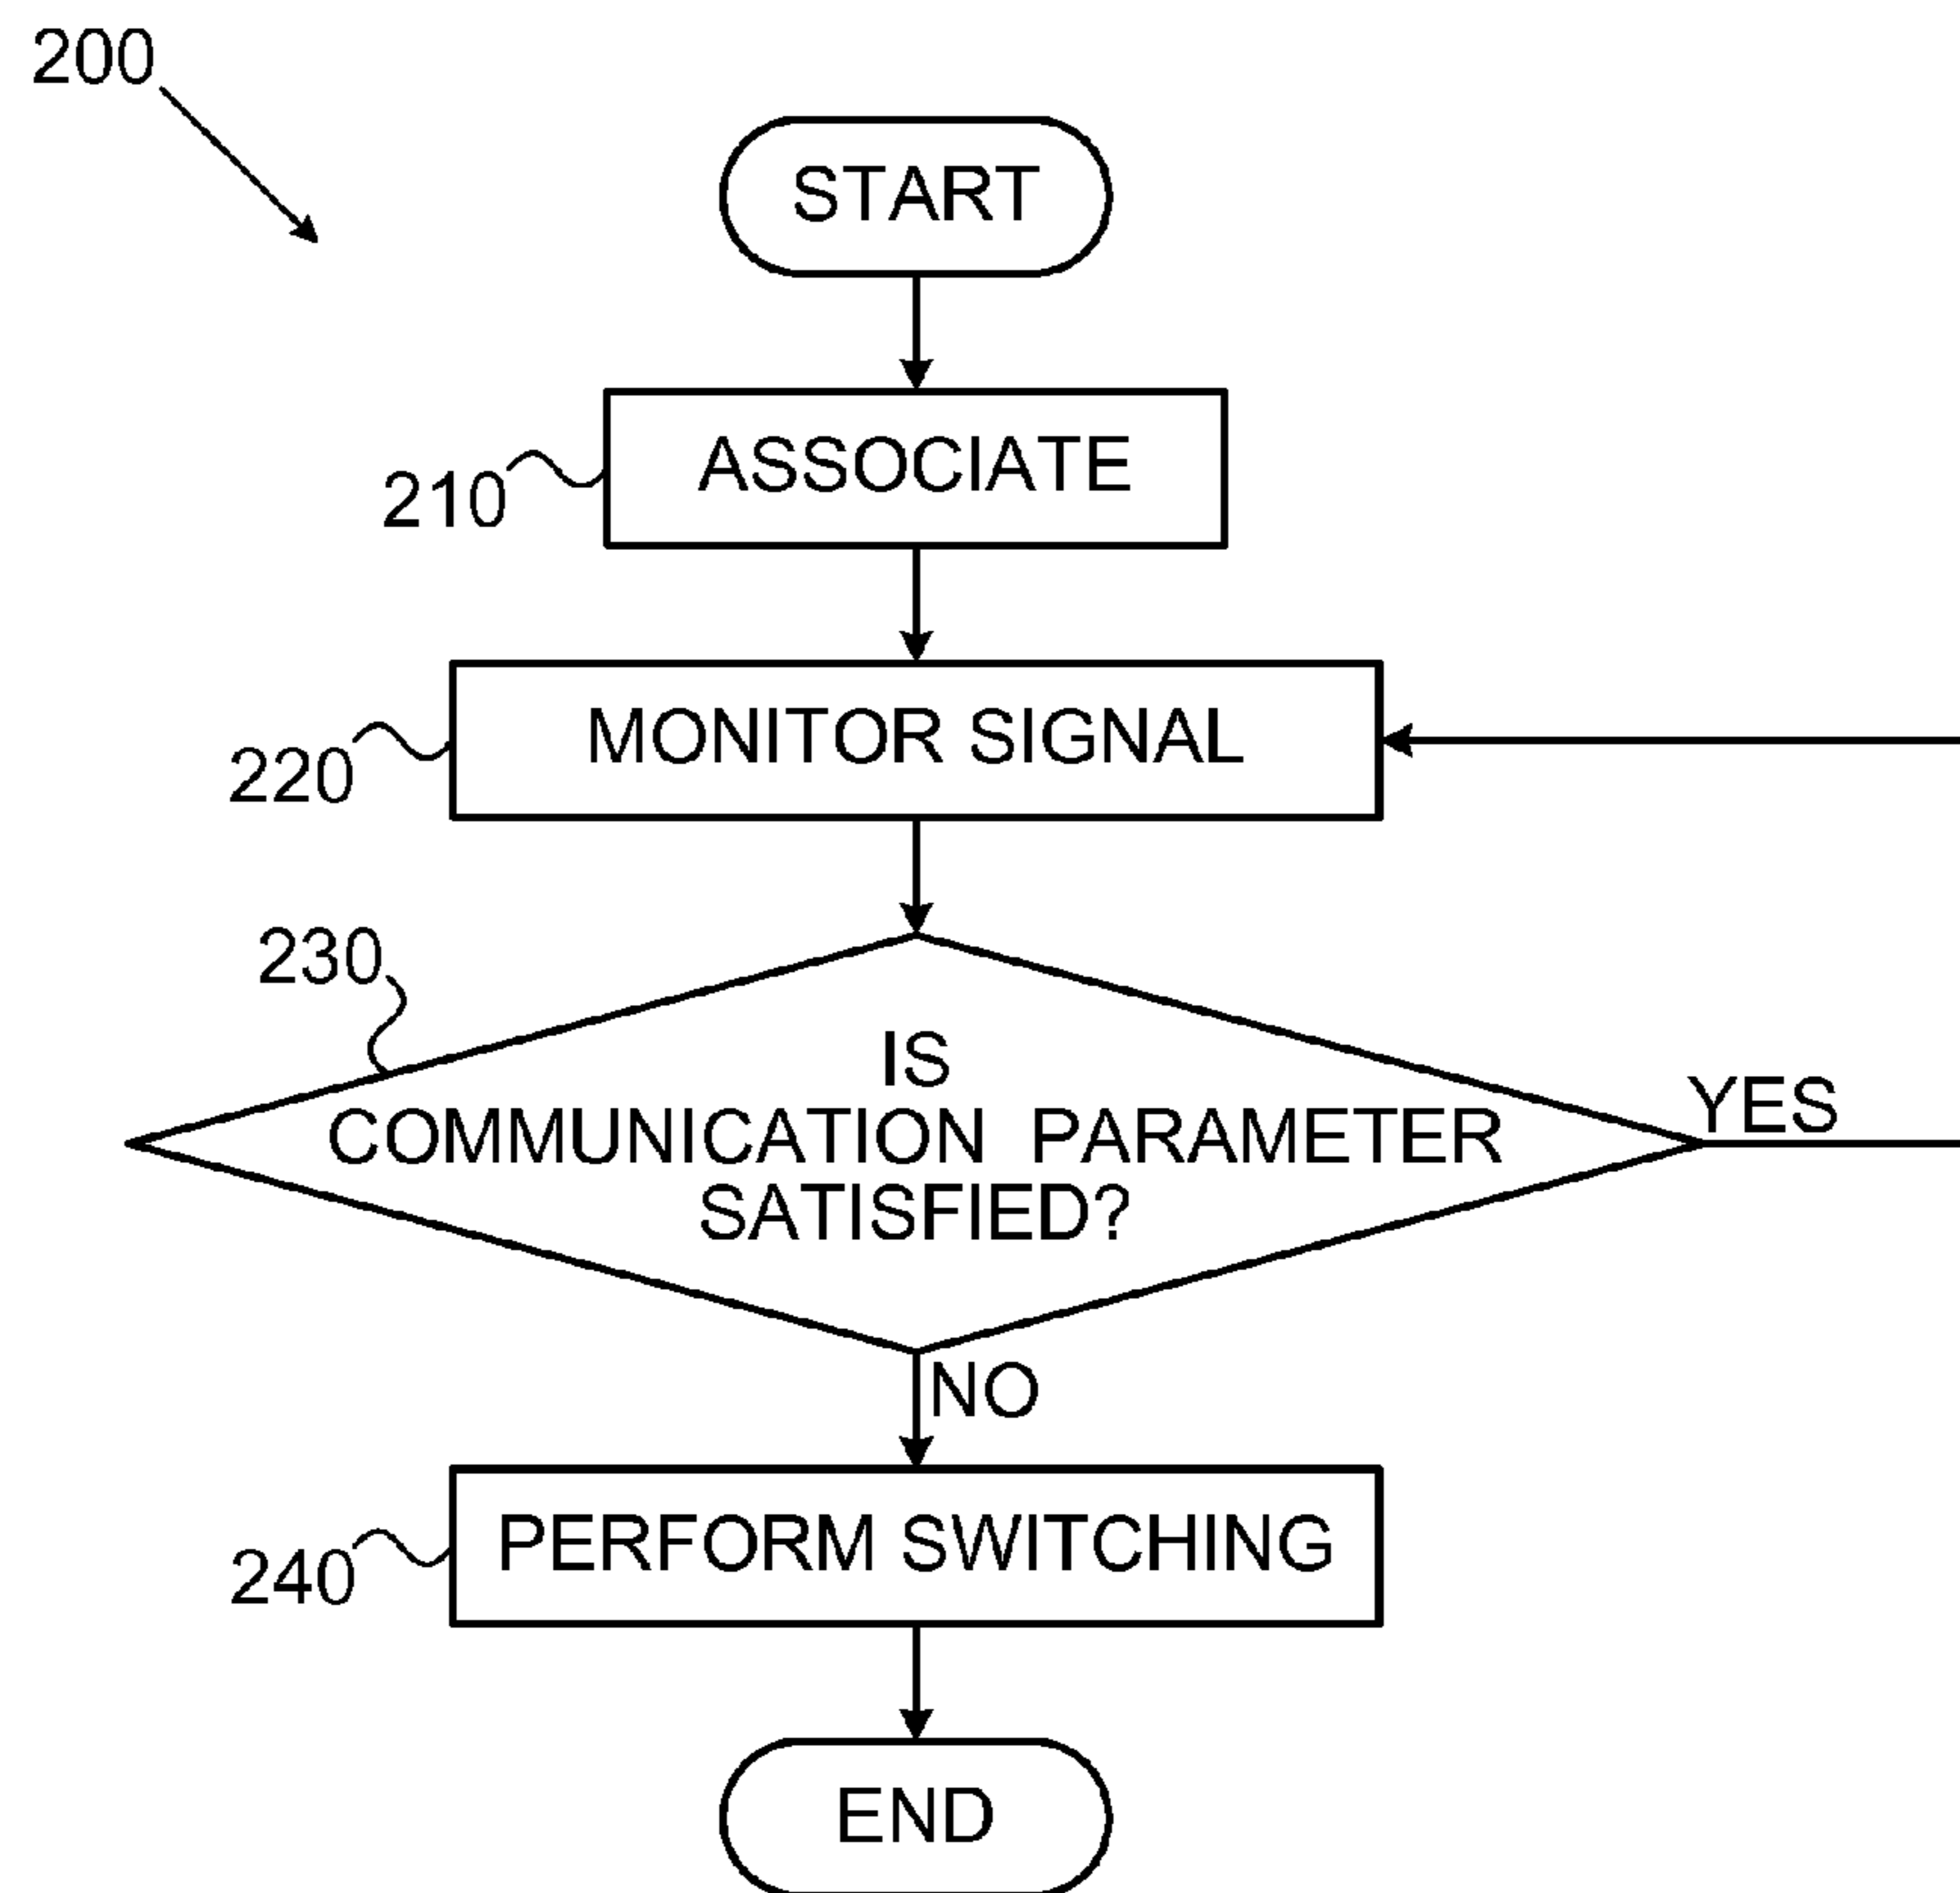 200
START
ASSOCIATE
210
MONITOR SIGNAL
220
230
IS
COMMUNICATION PARAMETER
SATISFIED?
YES
NO
PERFORM SWITCHING
240
END